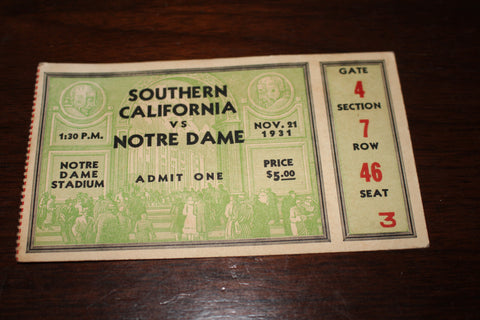 SOUTHERN
CALIFORNIA
VS
NOTRE DAME
1:30 P.M.
NOV. 21
1931
NOTRE
DAME
STADIUM
ADMIT ONE
PRICE
$5.00
GATE
4
SECTION
7
ROW
46
SEAT
3